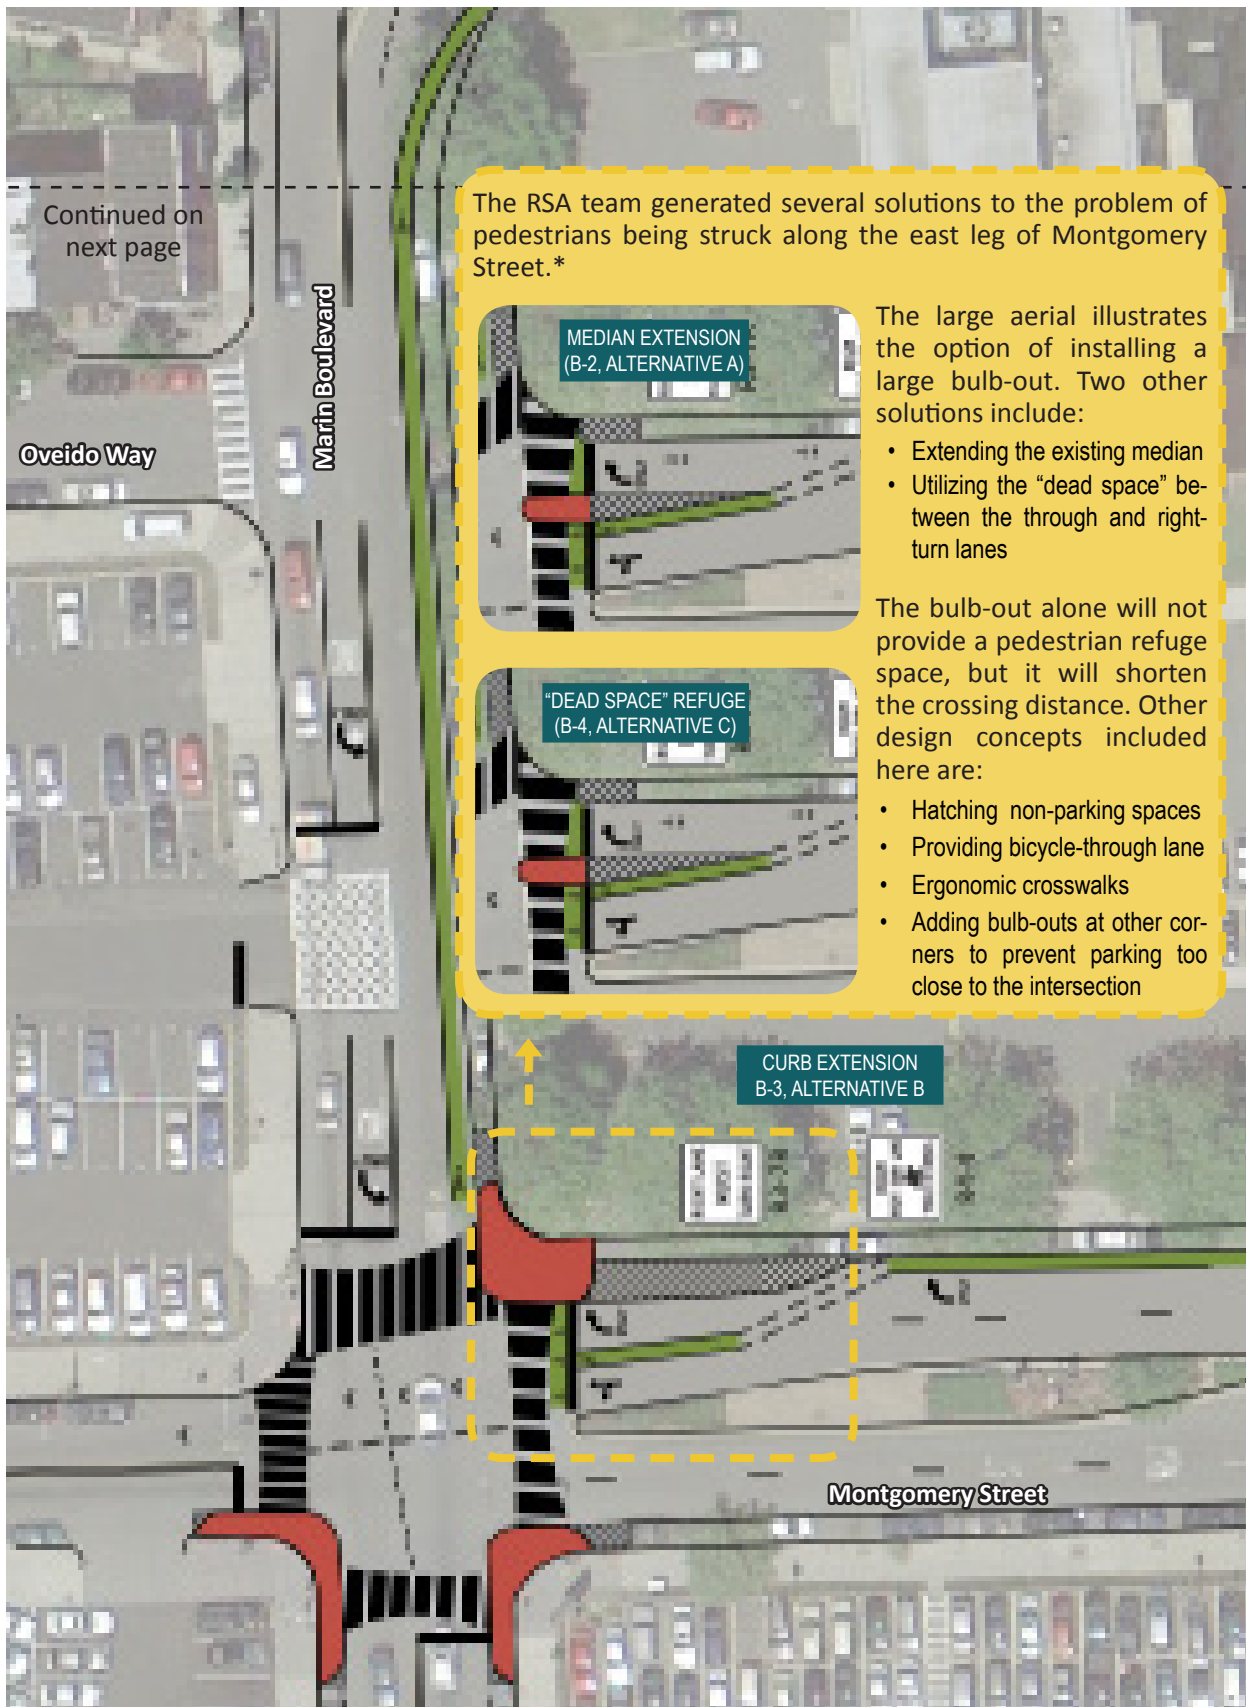 Continued on
next page
Oveido Way
Marin Boulevard
The RSA team generated several solutions to the problem of
pedestrians being struck along the east leg of Montgomery
Street.*
MEDIAN EXTENSION
(B-2, ALTERNATIVE A)
The large aerial illustrates
the option of installing a
large bulb-out. Two other
solutions include:
• Extending the existing median
• Utilizing the “dead space” be-
tween the through and right-
turn lanes
“DEAD SPACE” REFUGE
(B-4, ALTERNATIVE C)
The bulb-out alone will not
provide a pedestrian refuge
space, but it will shorten
the crossing distance. Other
design concepts included
here are:
• Hatching non-parking spaces
• Providing bicycle-through lane
• Ergonomic crosswalks
• Adding bulb-outs at other cor-
ners to prevent parking too
close to the intersection
CURB EXTENSION
B-3, ALTERNATIVE B
Montgomery Street